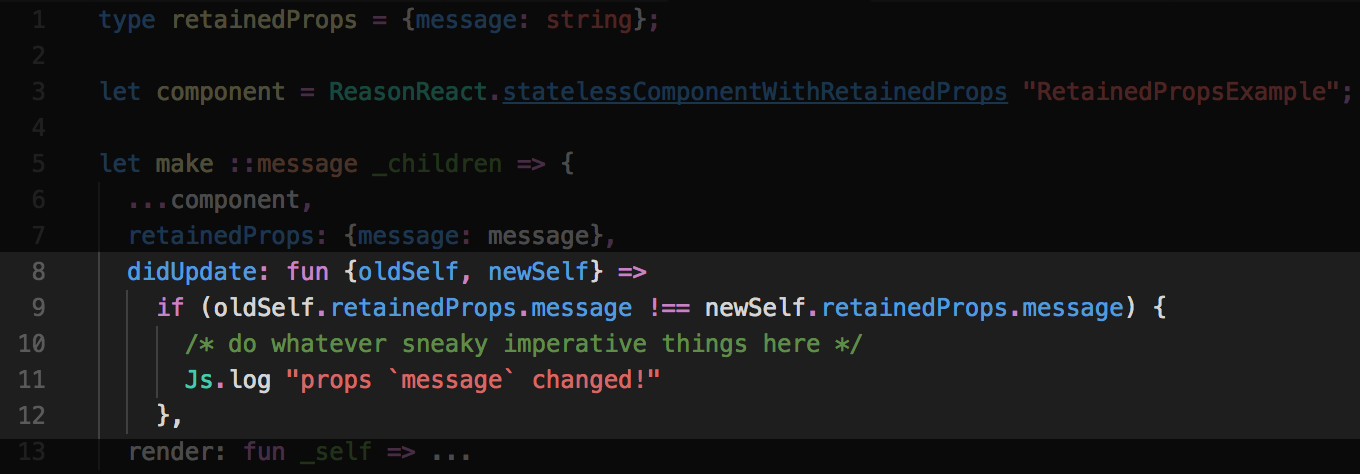 1 type retainedProps = {message: string};
2
3 let component = ReasonReact.statelessComponentWithRetainedProps "RetainedPropsExample";
4
5 let make ::message _children => {
6 ...component,
7 retainedProps: {message: message},
8 didUpdate: fun {oldSelf, newSelf} =>
9 if (oldSelf.retainedProps.message !== newSelf.retainedProps.message) {
10 /* do whatever sneaky imperative things here */
11 Js.log "props `message` changed!"
12 },
13 render: fun _self => ...